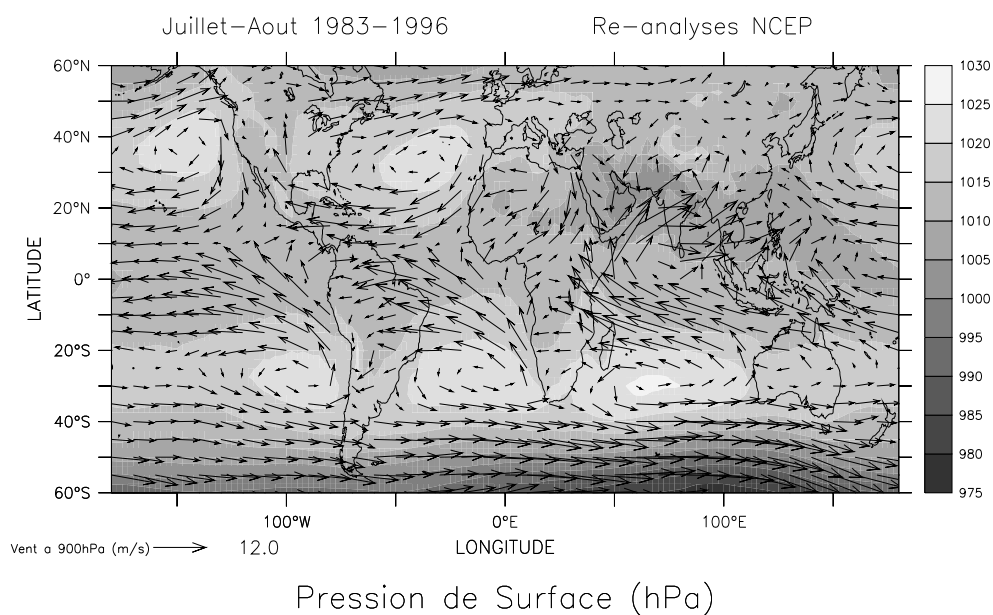 Juillet-Aout 1983-1996 Re-analyses NCEP
60°N
40°N
20°N
0°
20°S
40°S
60°S
LATITUDE
1030
1025
1020
1015
1010
1005
1000
995
990
985
980
975
100°W 0°E 100°E
Vent a 900hPa (m/s) 12.0 LONGITUDE
Pression de Surface (hPa)